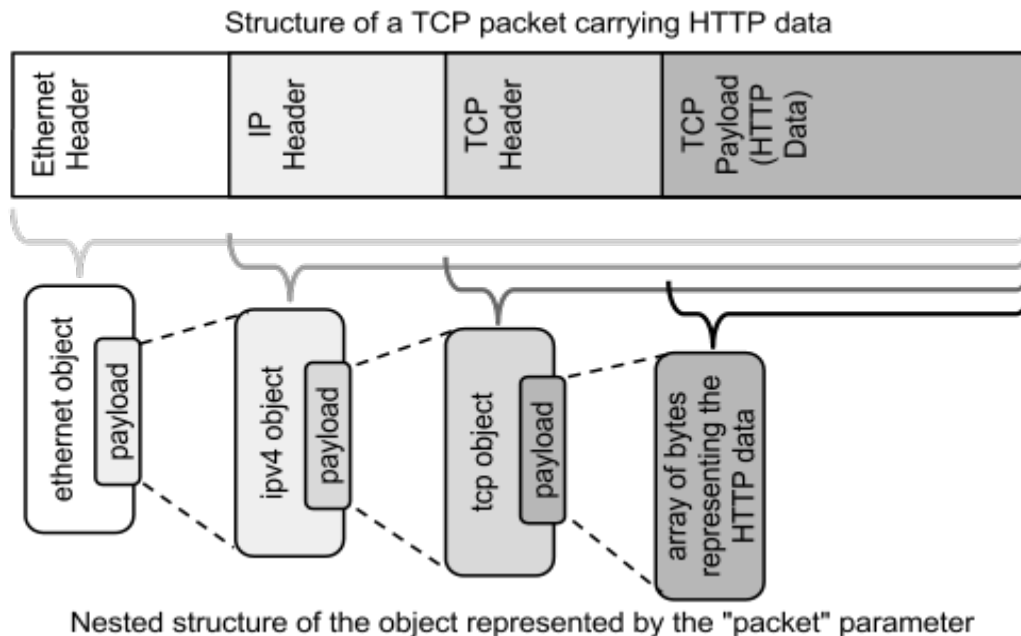 Structure of a TCP packet carrying HTTP data
Ethernet
Header
IP
Header
TCP
Header
TCP
Payload
(HTTP
Data)
ethernet object
payload
ipv4 object
payload
tcp object
payload
array of bytes
representing the
HTTP data
Nested structure of the object represented by the "packet" parameter